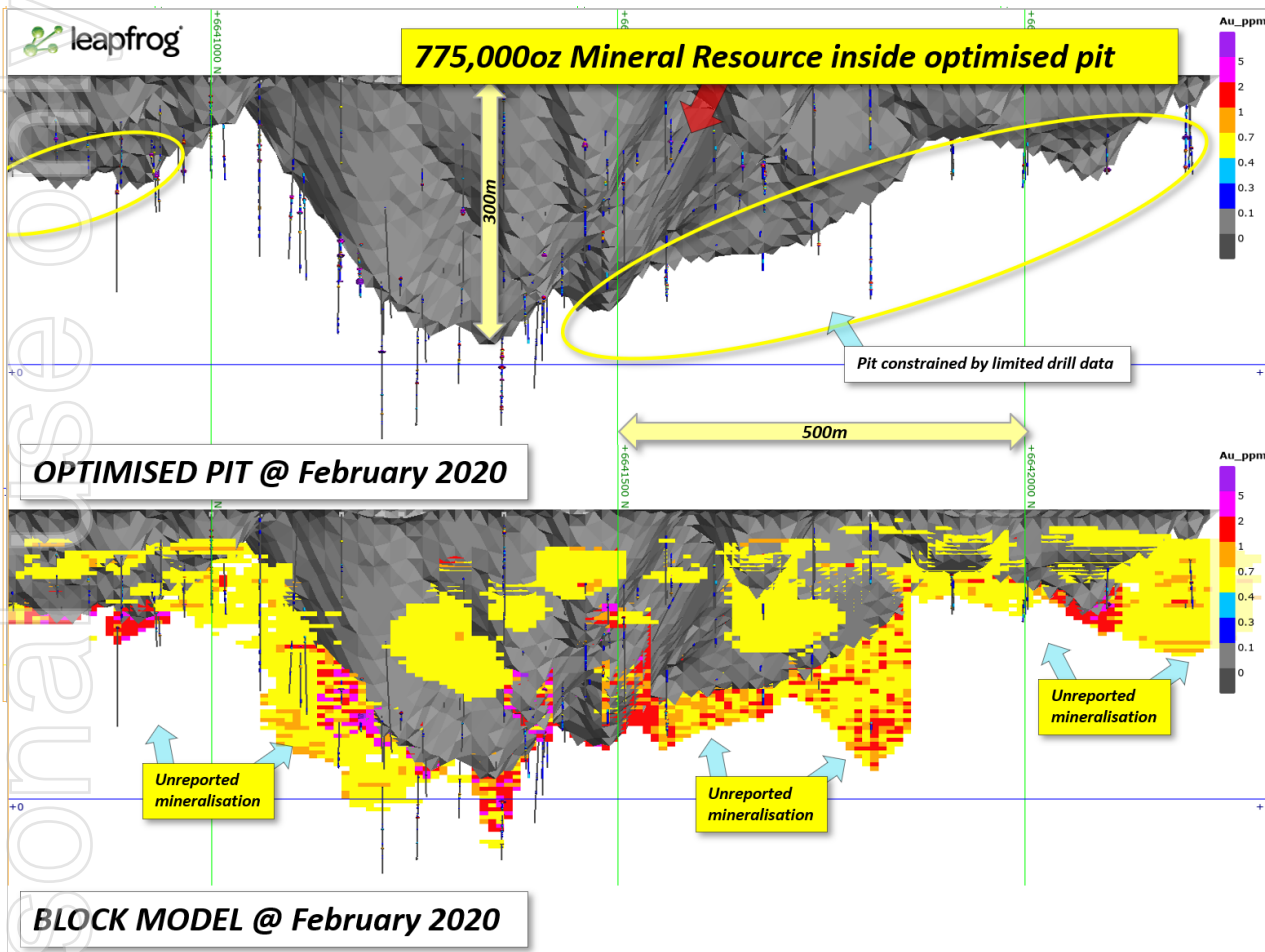 leapfrog
+6641000 N
775,000oz Mineral Resource inside optimised pit
Au_ppm
5
2
1
0.7
0.4
0.3
0.1
0
300m
Pit constrained by limited drill data
+0
500m
OPTIMISED PIT @ February 2020
+6641500 N
+6642000 N
Au_ppm
5
2
1
0.7
0.4
0.3
0.1
0
Unreported
mineralisation
Unreported
mineralisation
Unreported
mineralisation
+0
BLOCK MODEL @ February 2020